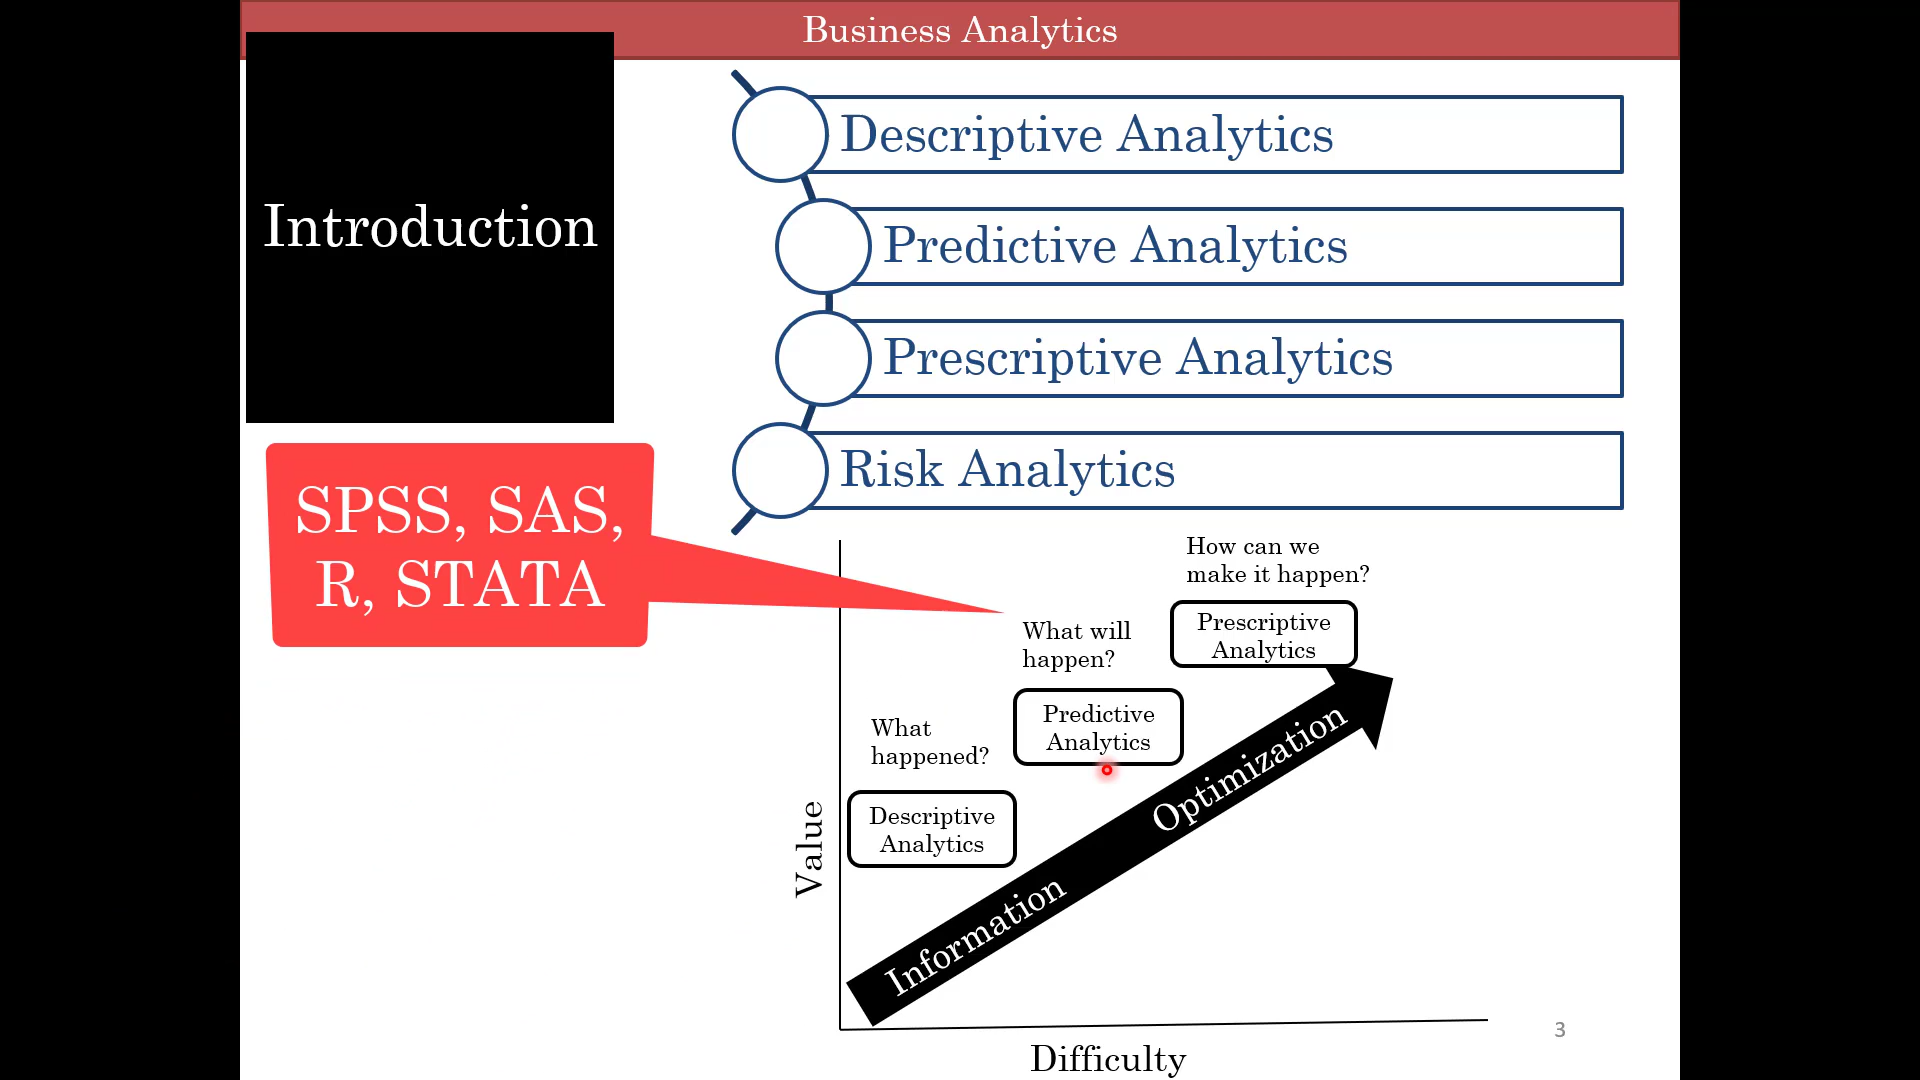 Business Analytics
Introduction
Descriptive Analytics
Predictive Analytics
Prescriptive Analytics
Risk Analytics
SPSS, SAS,
R, STATA
How can we
make it happen?
Prescriptive
Analytics
What will
happen?
Predictive
Analytics
What
happened?
Descriptive
Analytics
Value
Information
Optimization
Difficulty
3